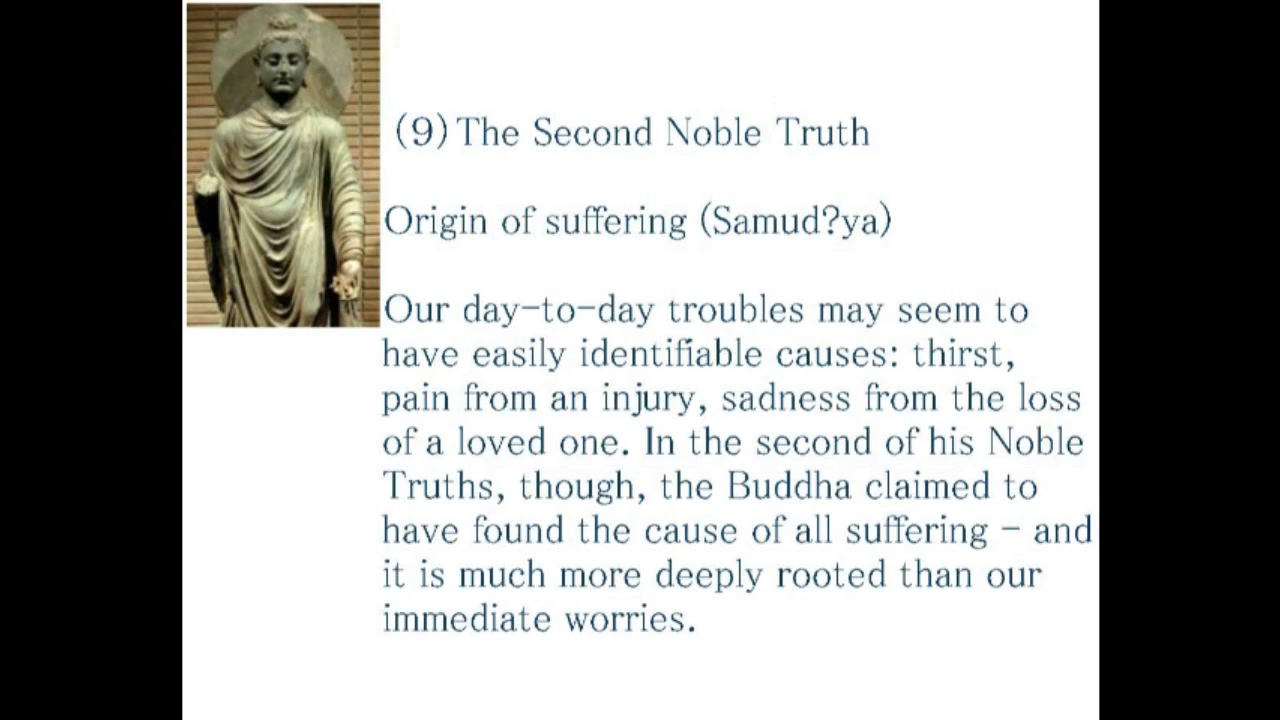 (9) The Second Noble Truth
Origin of suffering (Samud?ya)
Our day-to-day troubles may seem to
have easily identifiable causes: thirst,
pain from an injury, sadness from the loss
of a loved one. In the second of his Noble
Truths, though, the Buddha claimed to
have found the cause of all suffering - and
it is much more deeply rooted than our
immediate worries.